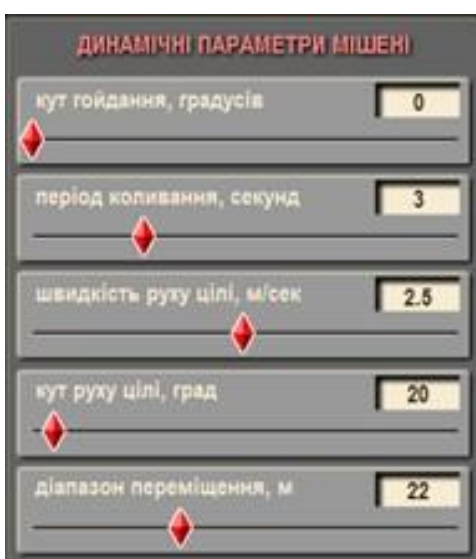 ДИНАМІЧНІ ПАРАМЕТРИ МІШЕНІ
кут гойдання, градусів 0
період коливання, секунд 3
швидкість руху цілі, м/сек 2.5
кут руху цілі, град 20
діапазон переміщення, м 22